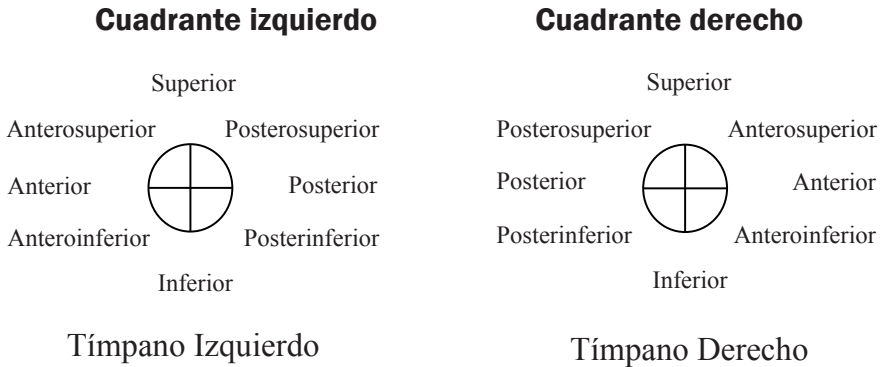 Cuadrante izquierdo
Superior
Anterosuperior Posterosuperior
Anterior Posterior
Anteroinferior Posterinferior
Inferior
Tímpano Izquierdo
Cuadrante derecho
Superior
Posterosuperior Anterosuperior
Posterior Anterior
Posterinferior Anteroinferior
Inferior
Tímpano Derecho